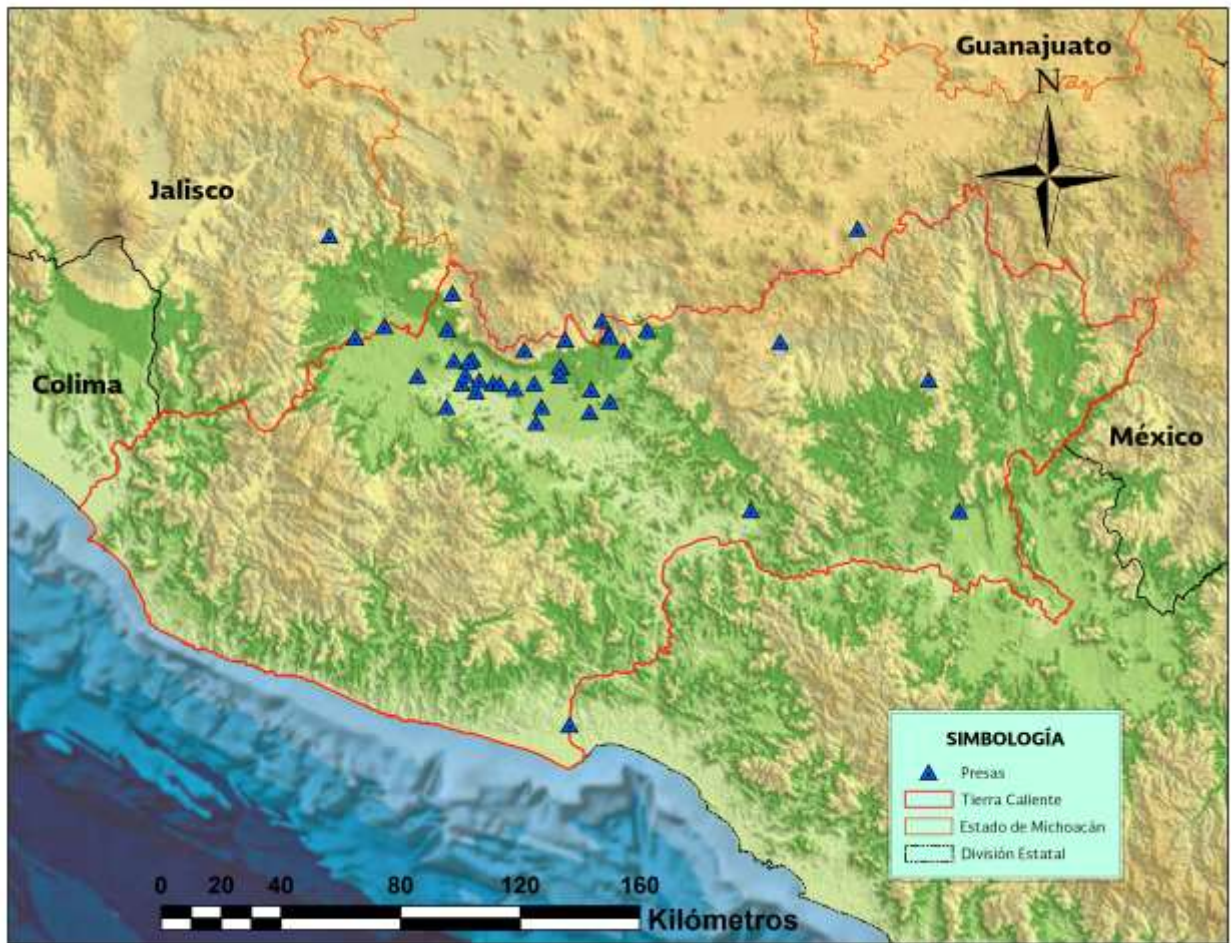 Guanajuato
N
Jalisco
Colima
México
SIMBOLOGÍA
Presas
Tierra Caliente
Estado de Michoacán
División Estatal
0 20 40 80 120 160
Kilómetros